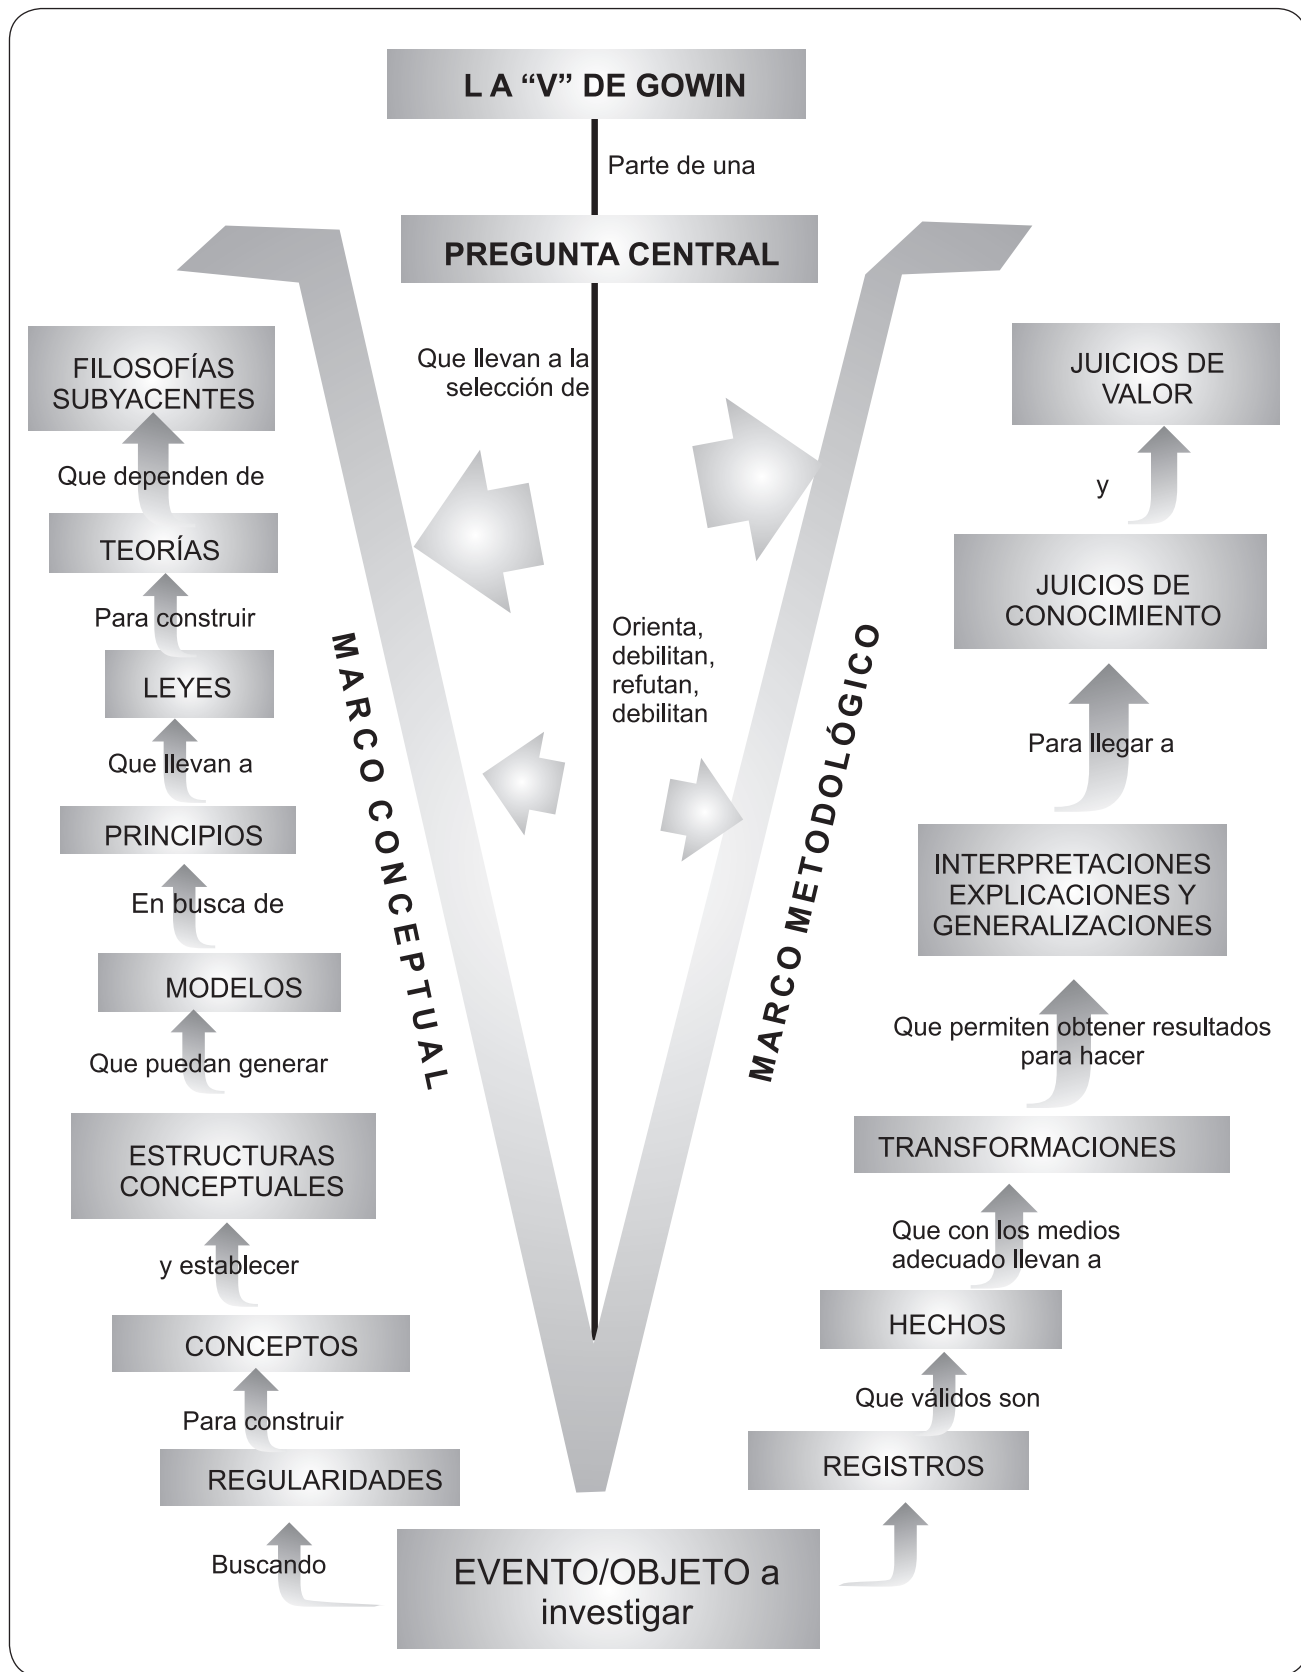 L A “V” DE GOWIN
Parte de una
PREGUNTA CENTRAL
Que llevan a la
selección de
Orienta,
debilitan,
refutan,
debilitan
MARCO CONCEPTUAL
MARCO METODOLÓGICO
FILOSOFÍAS
SUBYACENTES
Que dependen de
TEORÍAS
Para construir
LEYES
Que llevan a
PRINCIPIOS
En busca de
MODELOS
Que puedan generar
ESTRUCTURAS
CONCEPTUALES
y establecer
CONCEPTOS
Para construir
REGULARIDADES
Buscando
EVENTO/OBJETO a
investigar
JUICIOS DE
VALOR
y
JUICIOS DE
CONOCIMIENTO
Para llegar a
INTERPRETACIONES
EXPLICACIONES Y
GENERALIZACIONES
Que permiten obtener resultados
para hacer
TRANSFORMACIONES
Que con los medios
adecuado llevan a
HECHOS
Que válidos son
REGISTROS